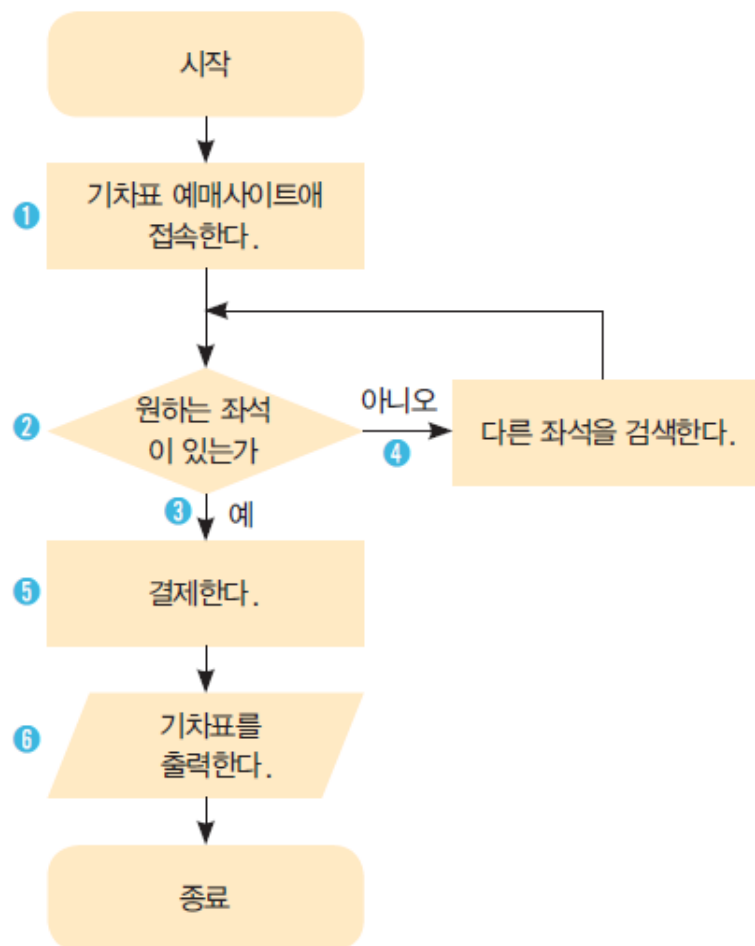 시작
❶
기차표 예매사이트애
접속한다.
❷
원하는 좌석
이 있는가
아니오
❹
다른 좌석을 검색한다.
❸
예
❺
결제한다.
❻
기차표를
출력한다.
종료